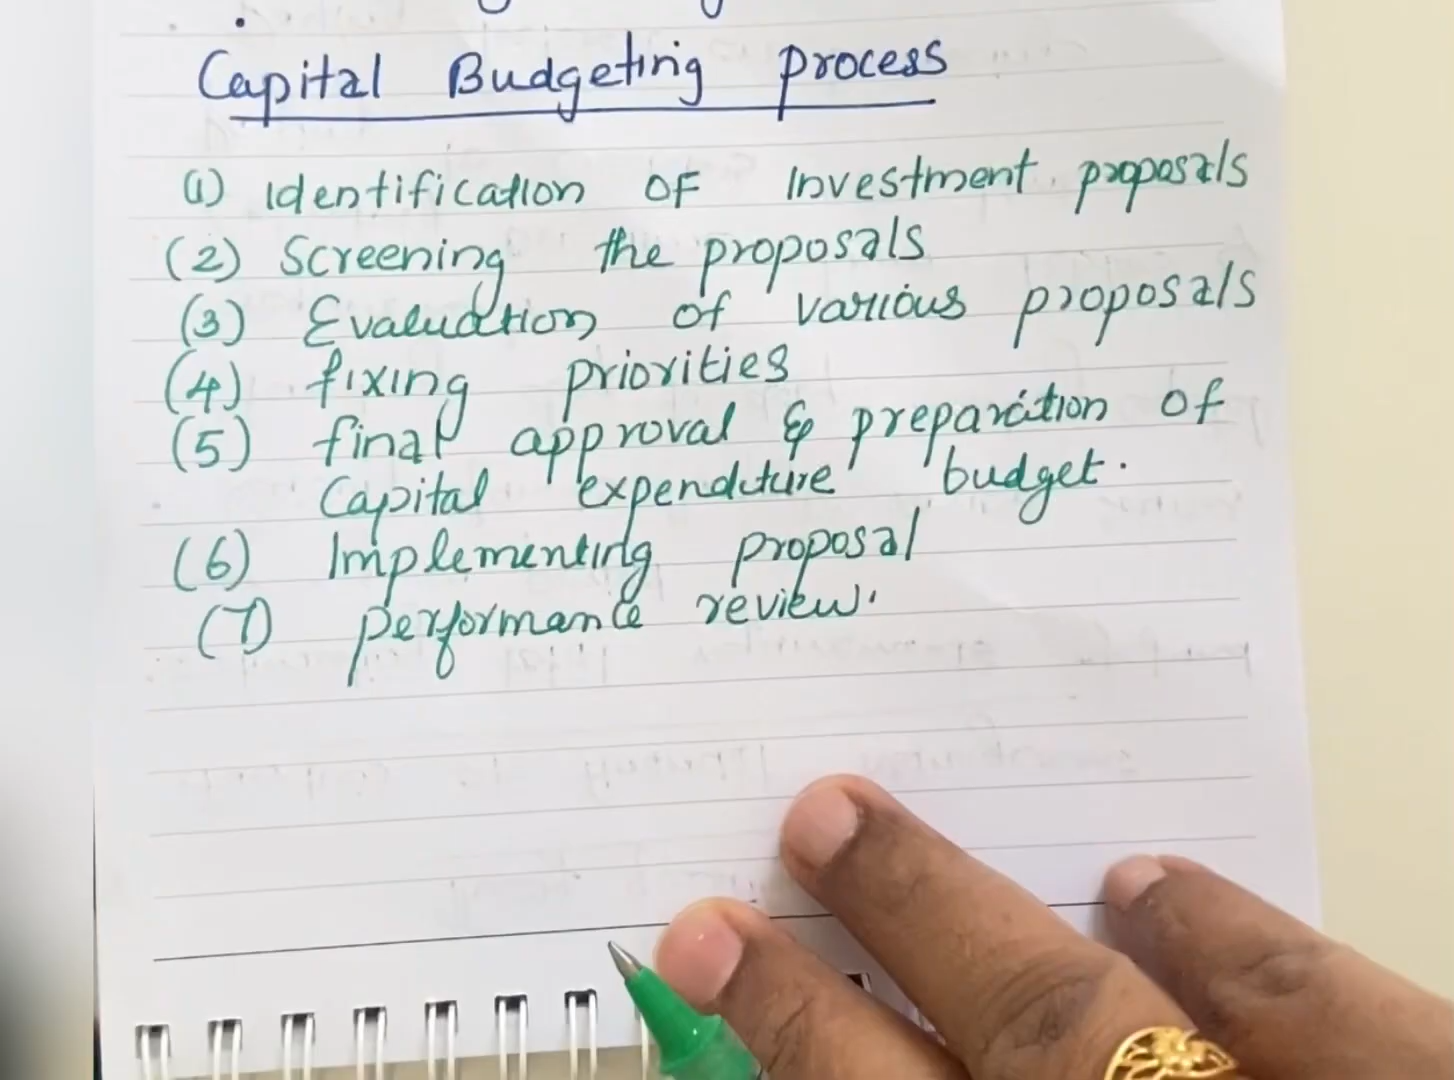 Capital Budgeting process
(1) Identification OF Investment proposals
(2) Screening the proposals
(3) Evaluation of various proposals
(4) fixing priorities
(5) final approval & preparation of
Capital expenditure budget.
(6) Implementing proposal
(7) performance review.